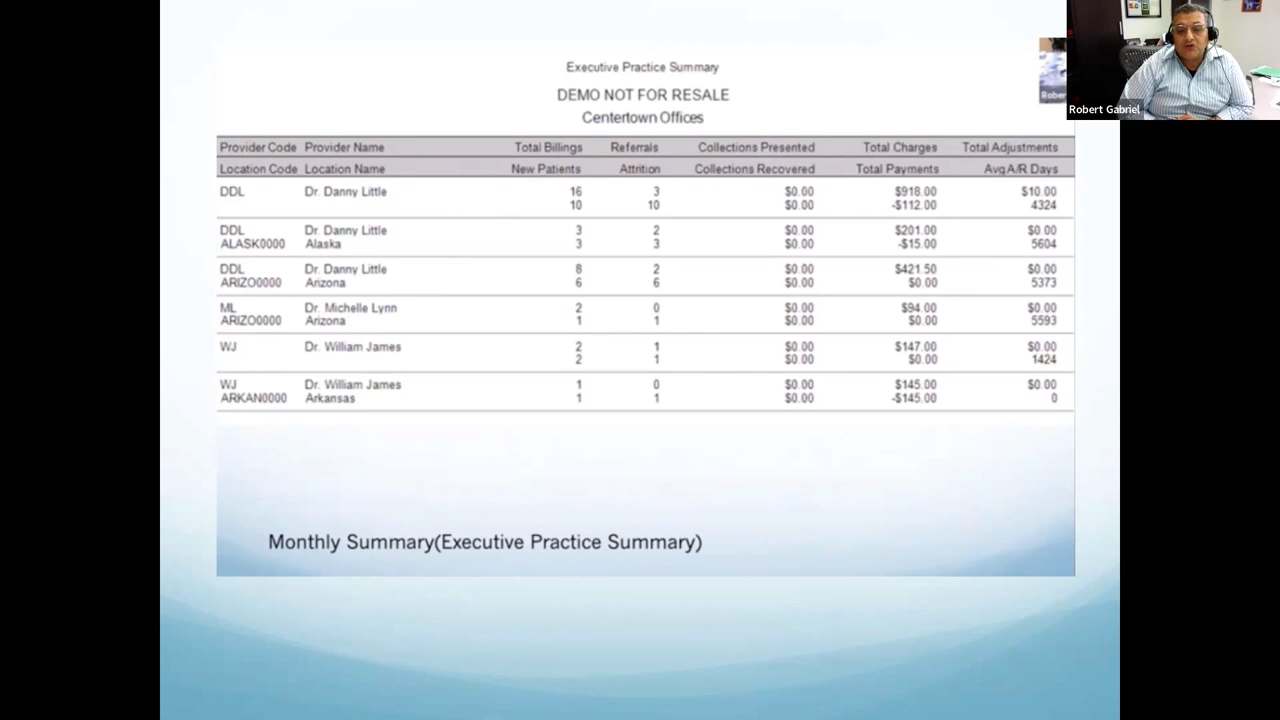 Executive Practice Summary
DEMO NOT FOR RESALE
Centertown Offices
Provider Code Provider Name Total Billings Referrals Collections Presented Total Charges Total Adjustments
Location Code Location Name New Patients Attrition Collections Recovered Total Payments Avg A/R Days
DDL Dr. Danny Little 16 3 $0.00 $918.00 $10.00
10 10 $0.00 -$112.00 4324
DDL Dr. Danny Little 3 2 $0.00 $201.00 $0.00
ALASK0000 Alaska 3 3 $0.00 -$15.00 5604
DDL Dr. Danny Little 8 2 $0.00 $421.50 $0.00
ARIZO0000 Arizona 6 6 $0.00 $0.00 5373
ML Dr. Michelle Lynn 2 0 $0.00 $94.00 $0.00
ARIZO0000 Arizona 1 1 $0.00 $0.00 5593
WJ Dr. William James 2 1 $0.00 $147.00 $0.00
2 1 $0.00 $0.00 1424
WJ Dr. William James 1 0 $0.00 $145.00 $0.00
ARKAN0000 Arkansas 1 1 $0.00 -$145.00 0
Monthly Summary(Executive Practice Summary)
Rober
Robert Gabriel